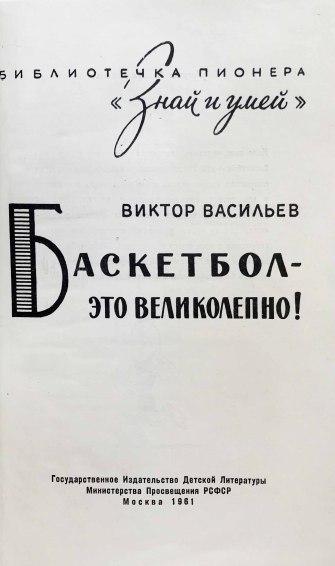 БИБЛИОТЕЧКА ПИОНЕРА
«Знай и умей»
ВИКТОР ВАСИЛЬЕВ
БАСКЕТБОЛ-
ЭТО ВЕЛИКОЛЕПНО!
Государственное Издательство Детской Литературы
Министерства Просвещения РСФСР
Москва 1961